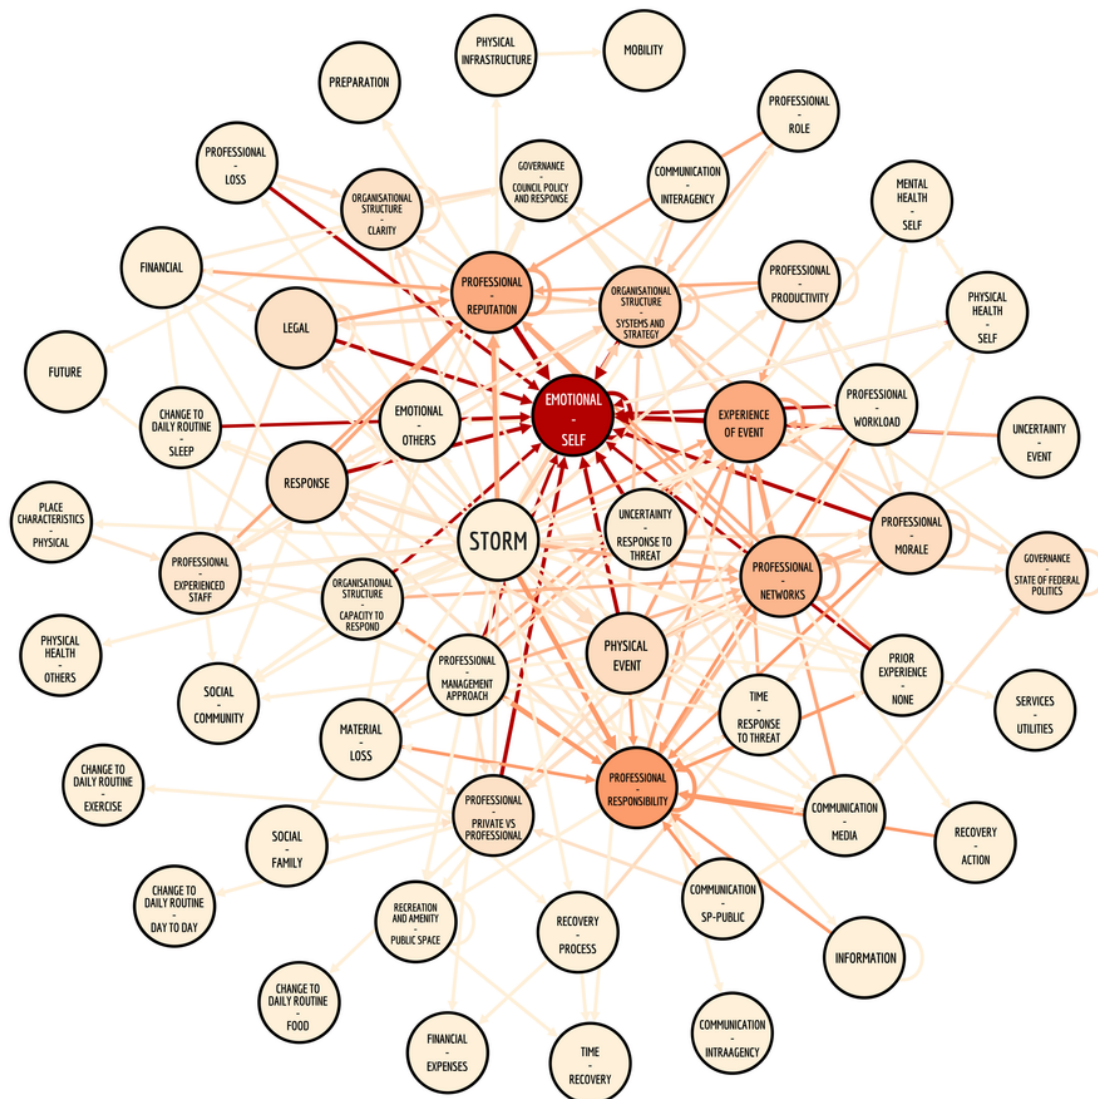 PHYSICAL
INFRASTRUCTURE
MOBILITY
PREPARATION
PROFESSIONAL
-
ROLE
PROFESSIONAL
-
LOSS
GOVERNANCE
-
COUNCIL POLICY
AND RESPONSE
COMMUNICATION
-
INTERAGENCY
ORGANISATIONAL
STRUCTURE
-
CLARITY
MENTAL
HEALTH
-
SELF
FINANCIAL
PROFESSIONAL
-
REPUTATION
ORGANISATIONAL
STRUCTURE
-
SYSTEMS AND
STRATEGY
PROFESSIONAL
-
PRODUCTIVITY
PHYSICAL
HEALTH
-
SELF
LEGAL
FUTURE
CHANGE TO
DAILY ROUTINE
-
SLEEP
EMOTIONAL
-
OTHERS
EMOTIONAL
-
SELF
EXPERIENCE
OF EVENT
PROFESSIONAL
-
WORKLOAD
UNCERTAINTY
-
EVENT
RESPONSE
PLACE
CHARACTERISTICS
-
PHYSICAL
STORM
UNCERTAINTY
-
RESPONSE TO
THREAT
PROFESSIONAL
-
MORALE
PROFESSIONAL
-
EXPERIENCED
STAFF
PROFESSIONAL
-
NETWORKS
GOVERNANCE
-
STATE OF FEDERAL
POLITICS
ORGANISATIONAL
STRUCTURE
-
CAPACITY TO
RESPOND
PHYSICAL
HEALTH
-
OTHERS
PHYSICAL
EVENT
PROFESSIONAL
-
MANAGEMENT
APPROACH
PRIOR
EXPERIENCE
-
NONE
SOCIAL
-
COMMUNITY
TIME
-
RESPONSE
TO THREAT
SERVICES
-
UTILITIES
MATERIAL
-
LOSS
CHANGE TO
DAILY ROUTINE
-
EXERCISE
PROFESSIONAL
-
RESPONSIBILITY
PROFESSIONAL
-
PRIVATE VS
PROFESSIONAL
COMMUNICATION
-
MEDIA
RECOVERY
-
ACTION
SOCIAL
-
FAMILY
CHANGE TO
DAILY ROUTINE
-
DAY TO DAY
RECREATION
AND AMENITY
-
PUBLIC SPACE
RECOVERY
-
PROCESS
COMMUNICATION
-
SP-PUBLIC
INFORMATION
CHANGE TO
DAILY ROUTINE
-
FOOD
FINANCIAL
-
EXPENSES
TIME
-
RECOVERY
COMMUNICATION
-
INTRAAGENCY